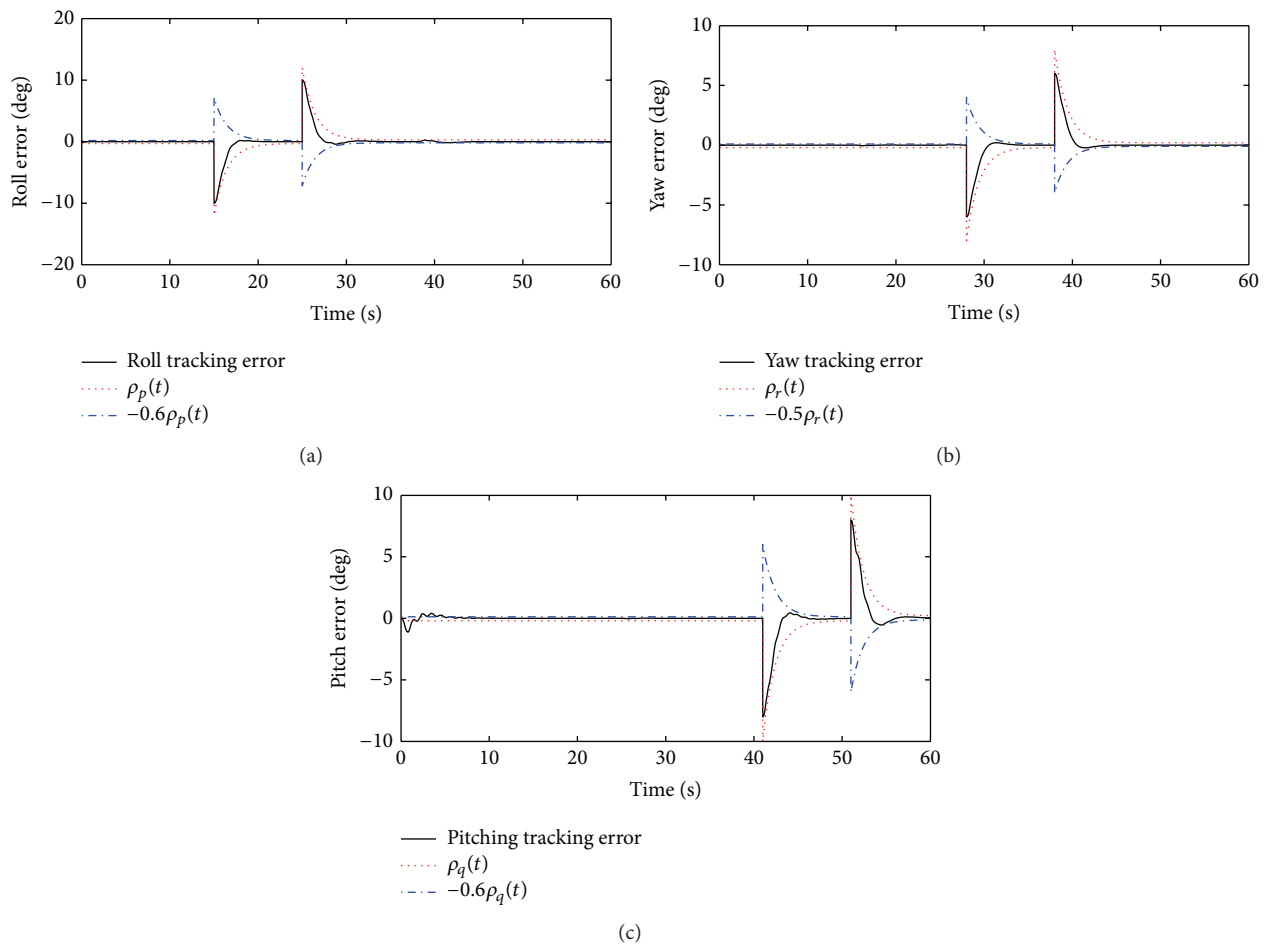 20
10
0
−10
−20
Roll error (deg)
0 10 20 30 40 50 60
Time (s)
Roll tracking error
ρp(t)
−0.6ρp(t)
(a)
10
5
0
−5
−10
Yaw error (deg)
0 10 20 30 40 50 60
Time (s)
Yaw tracking error
ρr(t)
−0.5ρr(t)
(b)
10
5
0
−5
−10
Pitch error (deg)
0 10 20 30 40 50 60
Time (s)
Pitching tracking error
ρq(t)
−0.6ρq(t)
(c)